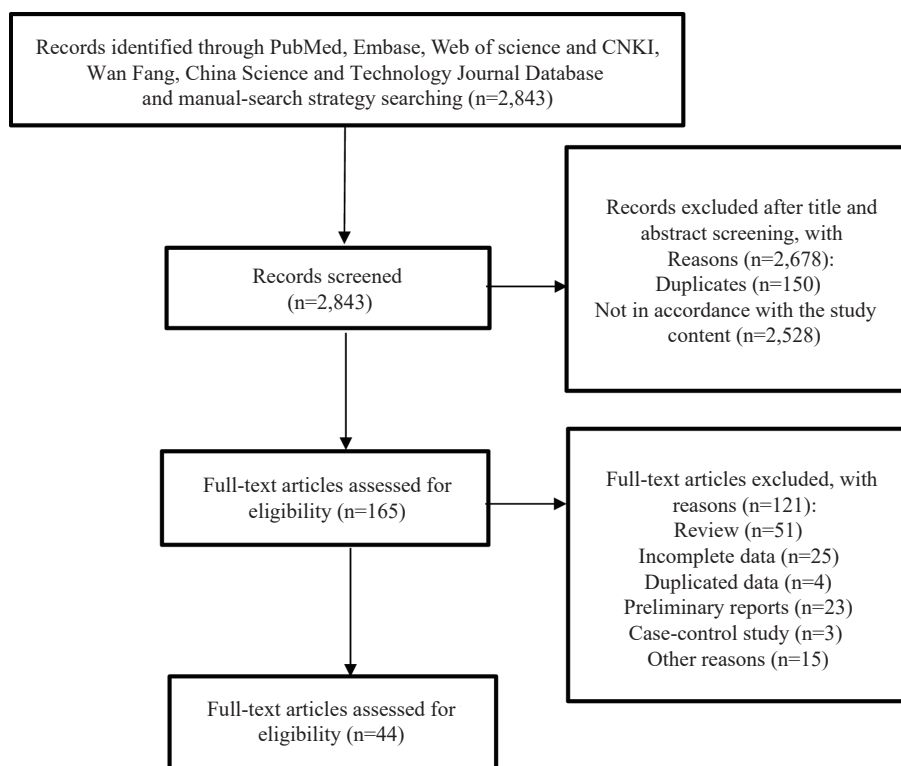 Records identified through PubMed, Embase, Web of science and CNKI,
Wan Fang, China Science and Technology Journal Database
and manual-search strategy searching (n=2,843)
Records screened
(n=2,843)
Records excluded after title and
abstract screening, with
Reasons (n=2,678):
Duplicates (n=150)
Not in accordance with the study
content (n=2,528)
Full-text articles assessed for
eligibility (n=165)
Full-text articles excluded, with
reasons (n=121):
Review (n=51)
Incomplete data (n=25)
Duplicated data (n=4)
Preliminary reports (n=23)
Case-control study (n=3)
Other reasons (n=15)
Full-text articles assessed for
eligibility (n=44)